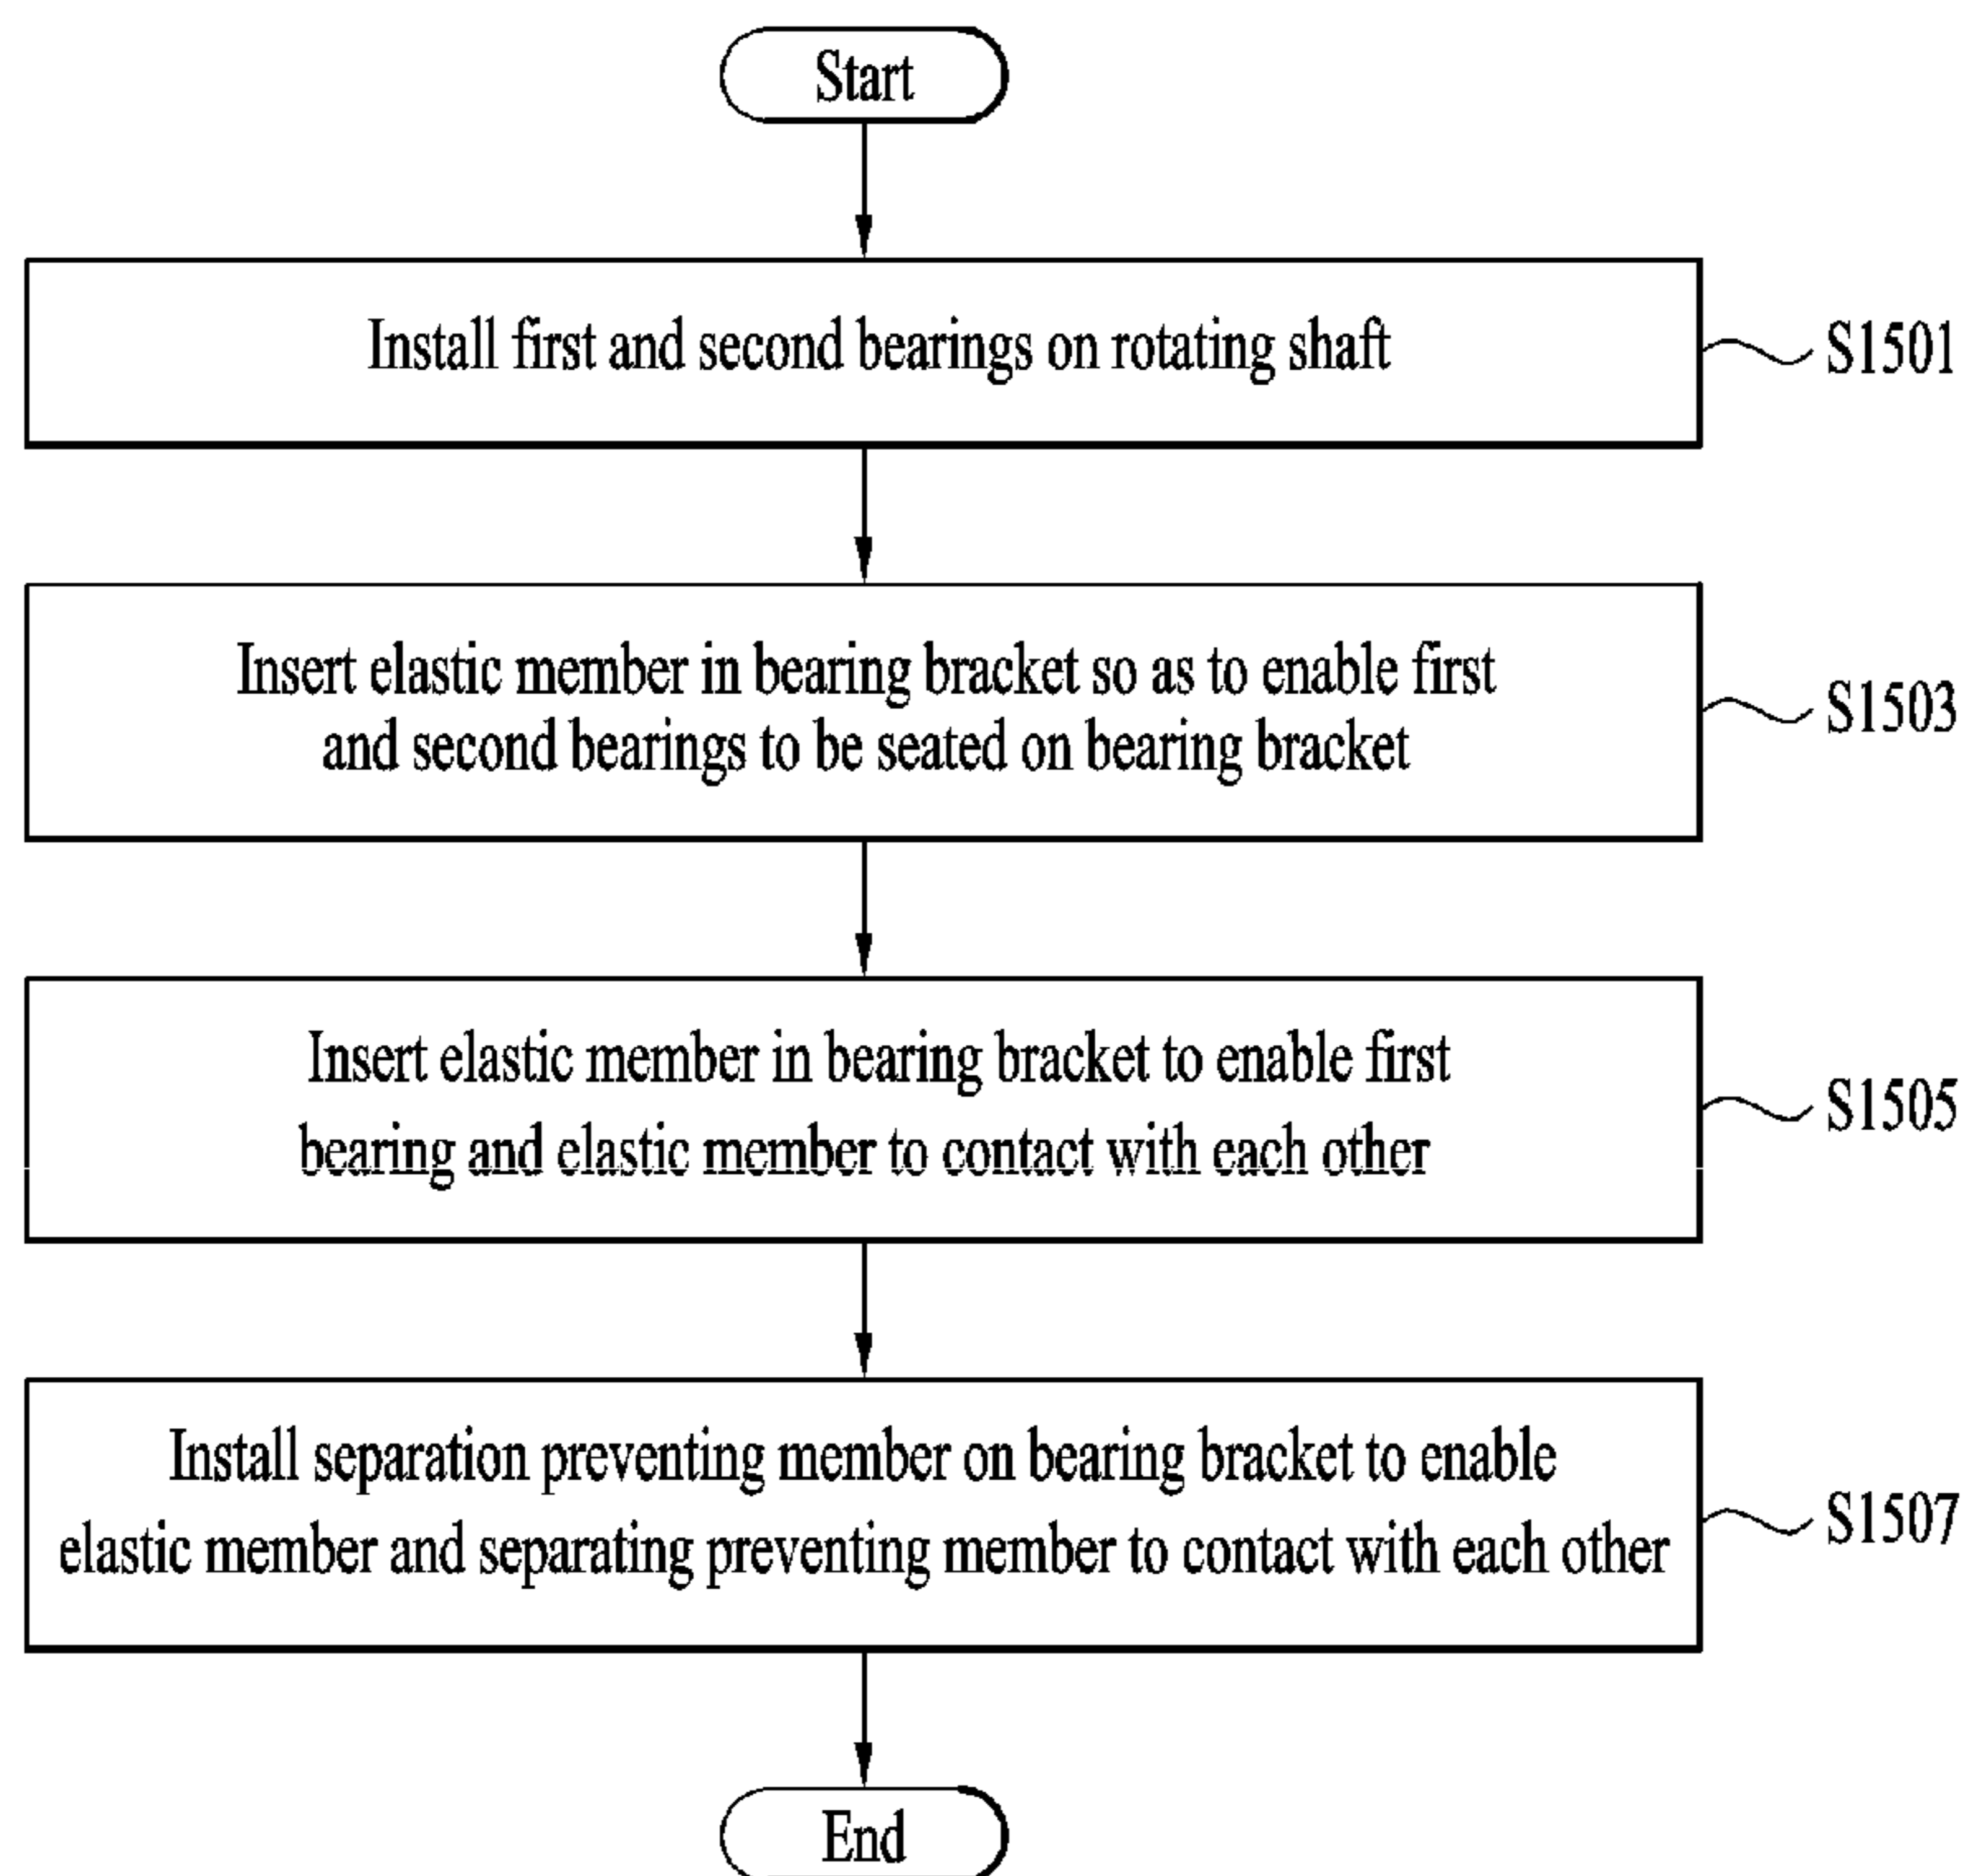 Start
Install first and second bearings on rotating shaft
S1501
Insert elastic member in bearing bracket so as to enable first
and second bearings to be seated on bearing bracket
S1503
Insert elastic member in bearing bracket to enable first
bearing and elastic member to contact with each other
S1505
Install separation preventing member on bearing bracket to enable
elastic member and separating preventing member to contact with each other
S1507
End